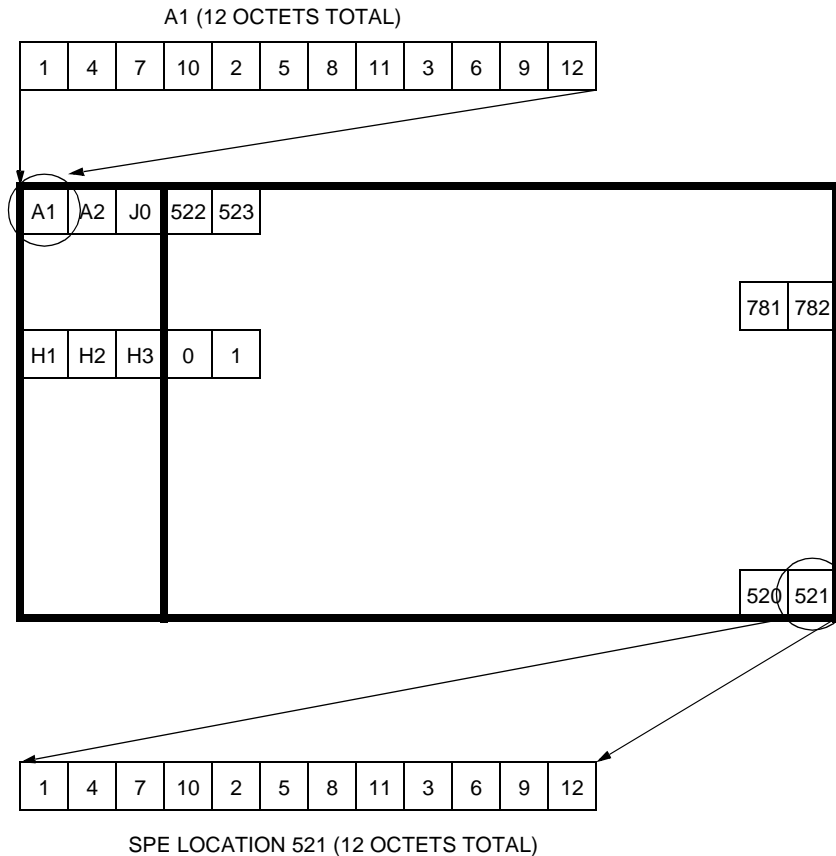 A1 (12 OCTETS TOTAL)
1 4 7 10 2 5 8 11 3 6 9 12
A1 A2 J0 522 523
781 782
H1 H2 H3 0 1
520 521
1 4 7 10 2 5 8 11 3 6 9 12
SPE LOCATION 521 (12 OCTETS TOTAL)